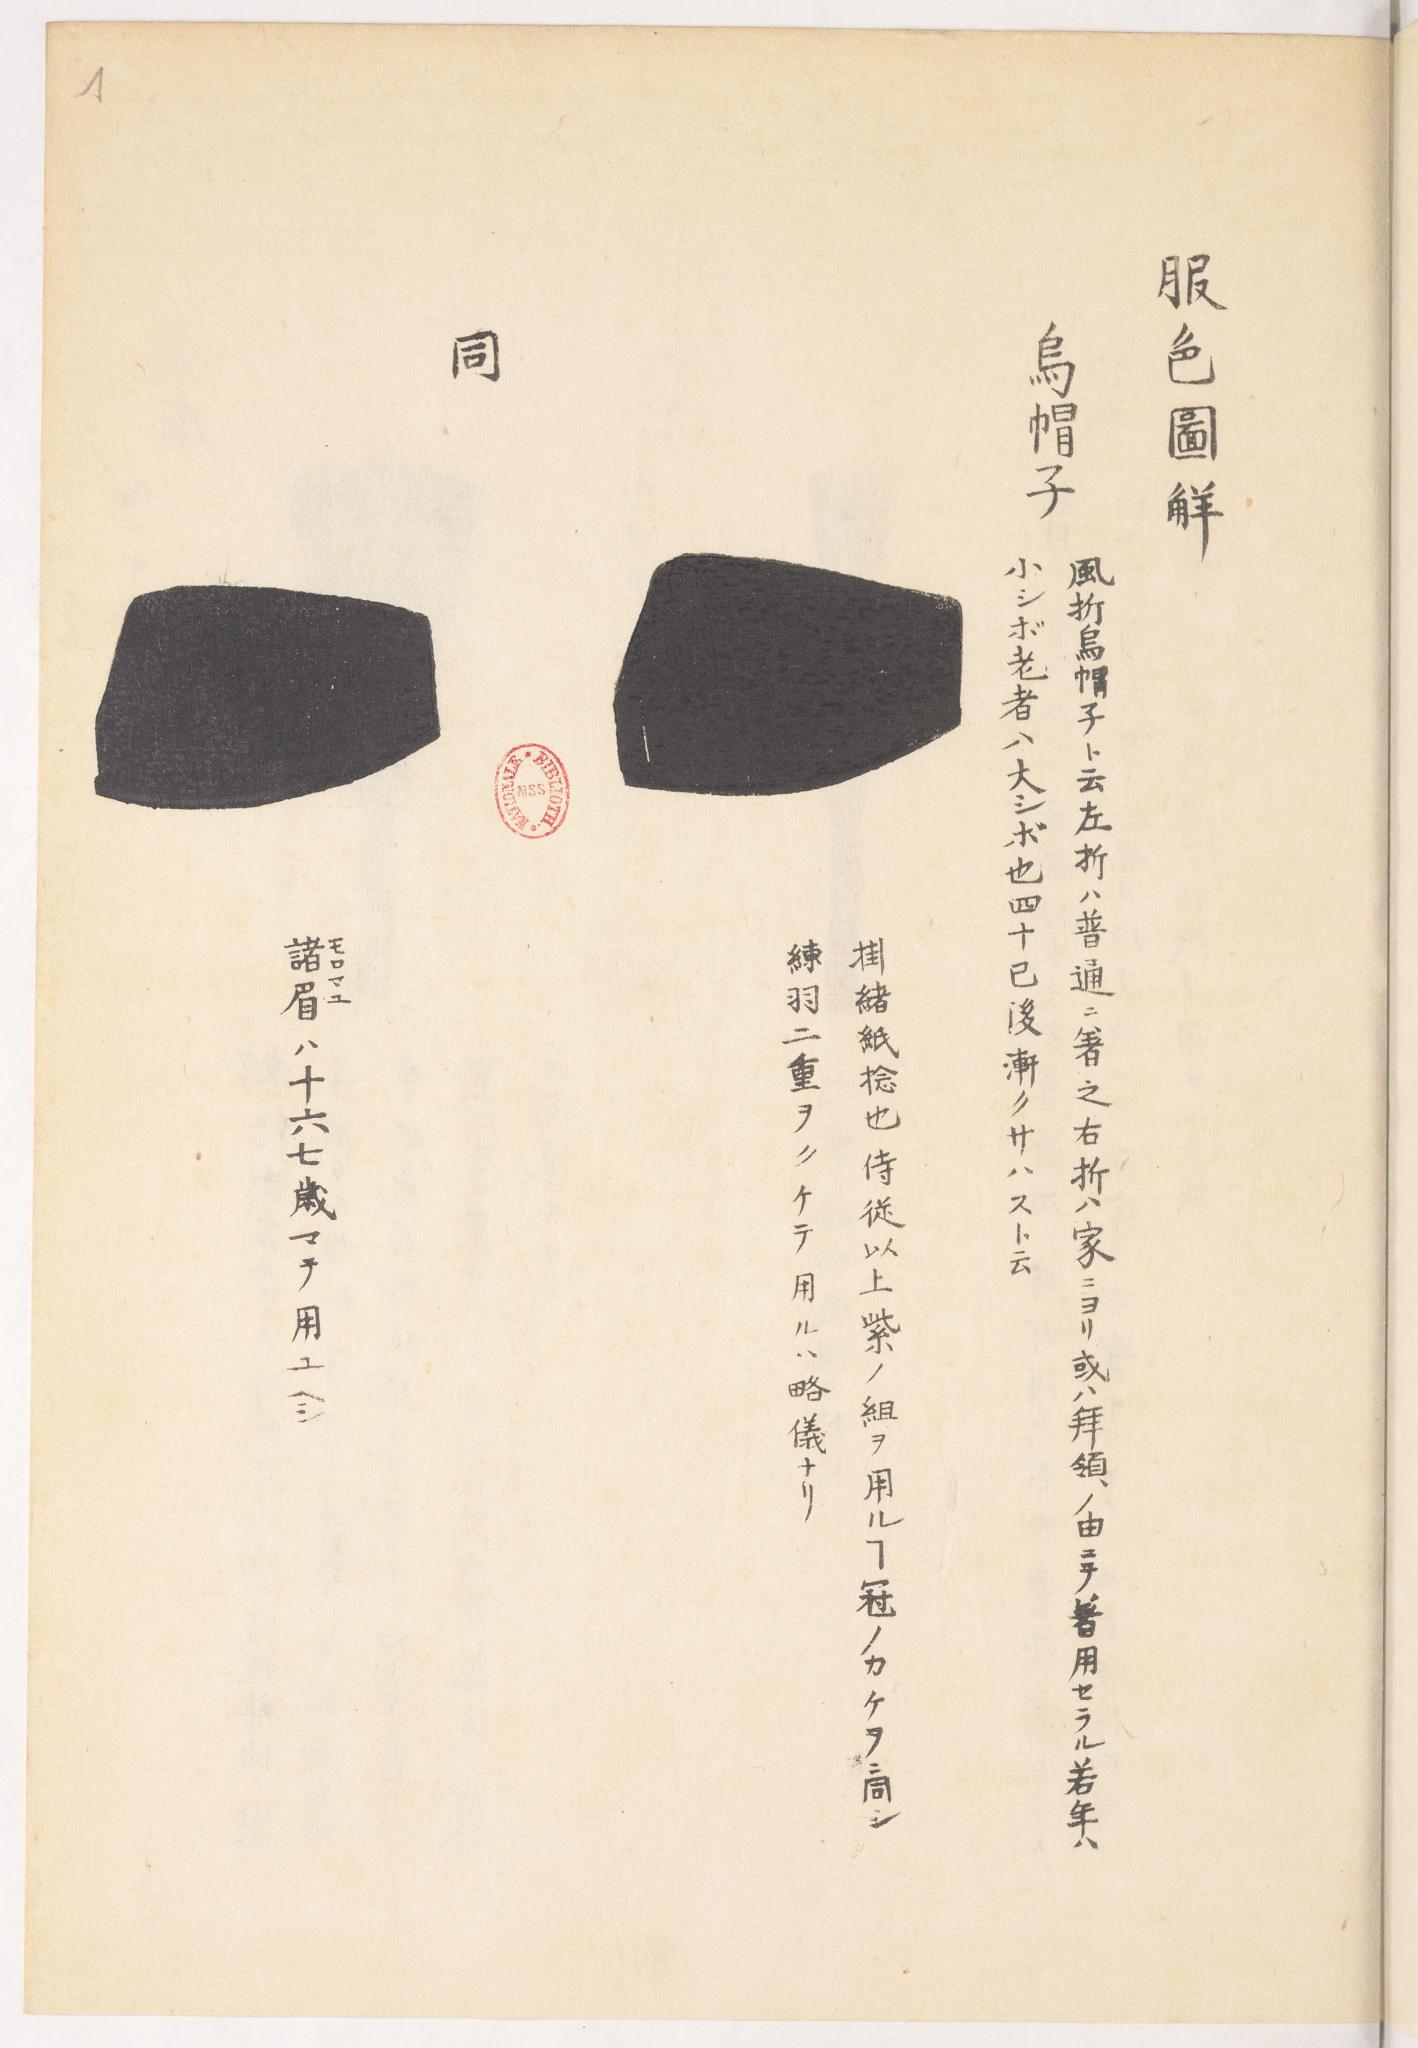 服色圖觧
烏帽子
風折烏帽子ト云左折ハ普通ニ著之右折ハ家ニヨリ或ハ拜領ノ由ニテ著用セラル若年ハ
小シボ老者ハ大シボ也四十已後漸クサハスト云
掛緒紙捻也侍従以上紫ノ組ヲ用ルヿ冠ノカケヲニ同シ
練羽二重ヲクケテ用ルハ略儀ナリ
同
諸眉ハ十六七歳マテ用ユヘシ
モロマユ
BIBLIOTH. NATIONALE
MSS
1